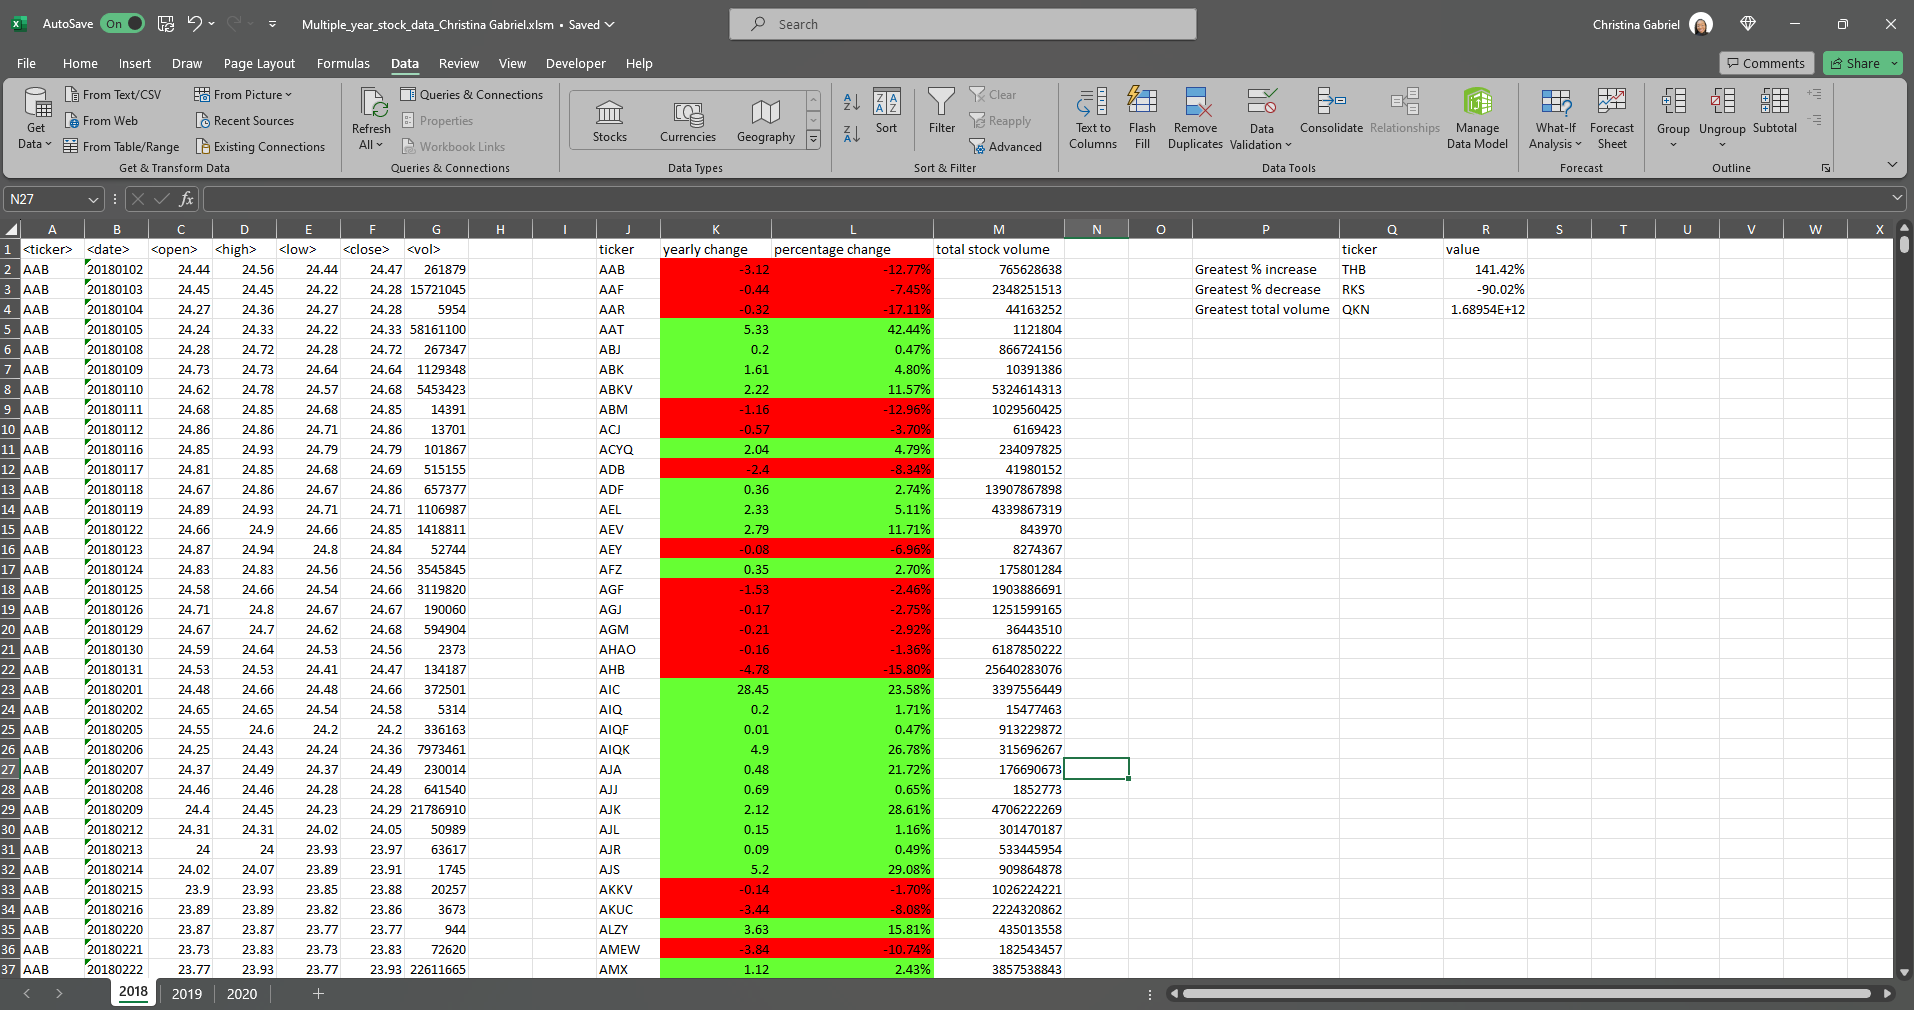 AutoSave On Multiple_year_stock_data_Christina Gabriel.xlsm • Saved Search Christina Gabriel
File Home Insert Draw Page Layout Formulas Data Review View Developer Help Comments Share
Get Data From Text/CSV From Web From Table/Range From Picture Recent Sources Existing Connections
Get & Transform Data
Refresh All Queries & Connections Properties Workbook Links
Queries & Connections
Stocks Currencies Geography
Data Types
Sort Filter Clear Reapply Advanced
Sort & Filter
Text to Columns Flash Fill Remove Duplicates Data Validation Consolidate Relationships Manage Data Model
Data Tools
What-If Analysis Forecast Sheet
Forecast
Group Ungroup Subtotal
Outline
N27 fx
A B C D E F G H I J K L M N O P Q R S T U V W X
1 <ticker> <date> <open> <high> <low> <close> <vol> ticker yearly change percentage change total stock volume ticker value
2 AAB 20180102 24.44 24.56 24.44 24.47 261879 AAB -3.12 -12.77% 765628638 Greatest % increase THB 141.42%
3 AAB 20180103 24.45 24.45 24.22 24.28 15721045 AAF -0.44 -7.45% 2348251513 Greatest % decrease RKS -90.02%
4 AAB 20180104 24.27 24.36 24.27 24.28 5954 AAR -0.32 -17.11% 44163252 Greatest total volume QKN 1.68954E+12
5 AAB 20180105 24.24 24.33 24.22 24.33 58161100 AAT 5.33 42.44% 1121804
6 AAB 20180108 24.28 24.72 24.28 24.72 267347 ABJ 0.2 0.47% 866724156
7 AAB 20180109 24.73 24.73 24.64 24.64 1129348 ABK 1.61 4.80% 10391386
8 AAB 20180110 24.62 24.78 24.57 24.68 5453423 ABKV 2.22 11.57% 5324614313
9 AAB 20180111 24.68 24.85 24.68 24.85 14391 ABM -1.16 -12.96% 1029560425
10 AAB 20180112 24.86 24.86 24.71 24.86 13701 ACJ -0.57 -3.70% 6169423
11 AAB 20180116 24.85 24.93 24.79 24.79 101867 ACYQ 2.04 4.79% 234097825
12 AAB 20180117 24.81 24.85 24.68 24.69 515155 ADB -2.4 -8.34% 41980152
13 AAB 20180118 24.67 24.86 24.67 24.86 657377 ADF 0.36 2.74% 13907867898
14 AAB 20180119 24.89 24.93 24.71 24.71 1106987 AEL 2.33 5.11% 4339867319
15 AAB 20180122 24.66 24.9 24.66 24.85 1418811 AEV 2.79 11.71% 843970
16 AAB 20180123 24.87 24.94 24.8 24.84 52744 AEY -0.08 -6.96% 8274367
17 AAB 20180124 24.83 24.83 24.56 24.56 3545845 AFZ 0.35 2.70% 175801284
18 AAB 20180125 24.58 24.66 24.54 24.66 3119820 AGF -1.53 -2.46% 1903886691
19 AAB 20180126 24.71 24.8 24.67 24.67 190060 AGJ -0.17 -2.75% 1251599165
20 AAB 20180129 24.67 24.7 24.62 24.68 594904 AGM -0.21 -2.92% 36443510
21 AAB 20180130 24.59 24.64 24.53 24.56 2373 AHAO -0.16 -1.36% 6187850222
22 AAB 20180131 24.53 24.53 24.41 24.47 134187 AHB -4.78 -15.80% 25640283076
23 AAB 20180201 24.48 24.66 24.48 24.66 372501 AIC 28.45 23.58% 3397556449
24 AAB 20180202 24.65 24.65 24.54 24.58 5314 AIQ 0.2 1.71% 15477463
25 AAB 20180205 24.55 24.6 24.2 24.2 336163 AIQF 0.01 0.47% 913229872
26 AAB 20180206 24.25 24.43 24.24 24.36 7973461 AIQK 4.9 26.78% 315696267
27 AAB 20180207 24.37 24.49 24.37 24.49 230014 AJA 0.48 21.72% 176690673
28 AAB 20180208 24.46 24.46 24.28 24.28 641540 AJJ 0.69 0.65% 1852773
29 AAB 20180209 24.4 24.45 24.23 24.29 21786910 AJK 2.12 28.61% 4706222269
30 AAB 20180212 24.31 24.31 24.02 24.05 50989 AJL 0.15 1.16% 301470187
31 AAB 20180213 24 24 23.93 23.97 63617 AJR 0.09 0.49% 533445954
32 AAB 20180214 24.02 24.07 23.89 23.91 1745 AJS 5.2 29.08% 909864878
33 AAB 20180215 23.9 23.93 23.85 23.88 20257 AKKV -0.14 -1.70% 1026224221
34 AAB 20180216 23.89 23.89 23.82 23.86 3673 AKUC -3.44 -8.08% 2224320862
35 AAB 20180220 23.87 23.87 23.77 23.77 944 ALZY 3.63 15.81% 435013558
36 AAB 20180221 23.73 23.83 23.73 23.83 72620 AMEW -3.84 -10.74% 182543457
37 AAB 20180222 23.77 23.93 23.77 23.93 22611665 AMX 1.12 2.43% 3857538843
2018 2019 2020